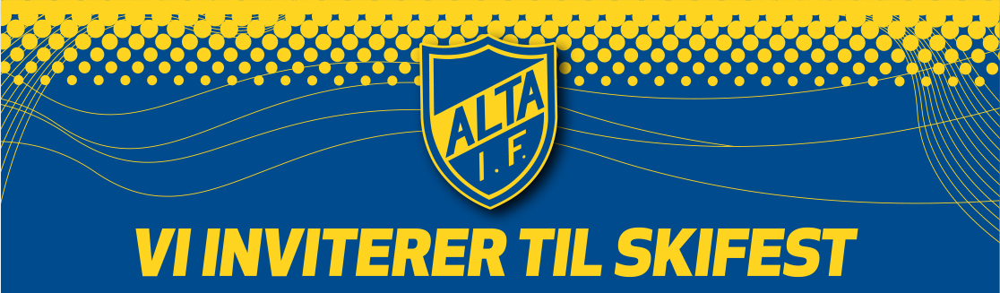 ALTA
I.F.
VI INVITERER TIL SKIFEST